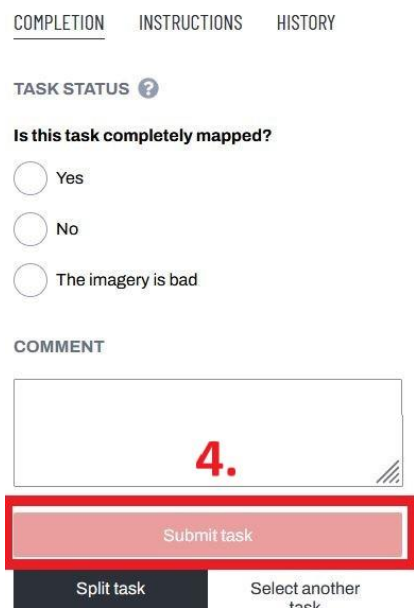 COMPLETION INSTRUCTIONS HISTORY
TASK STATUS ?
Is this task completely mapped?
Yes
No
The imagery is bad
COMMENT
4.
Submit task
Split task Select another
task